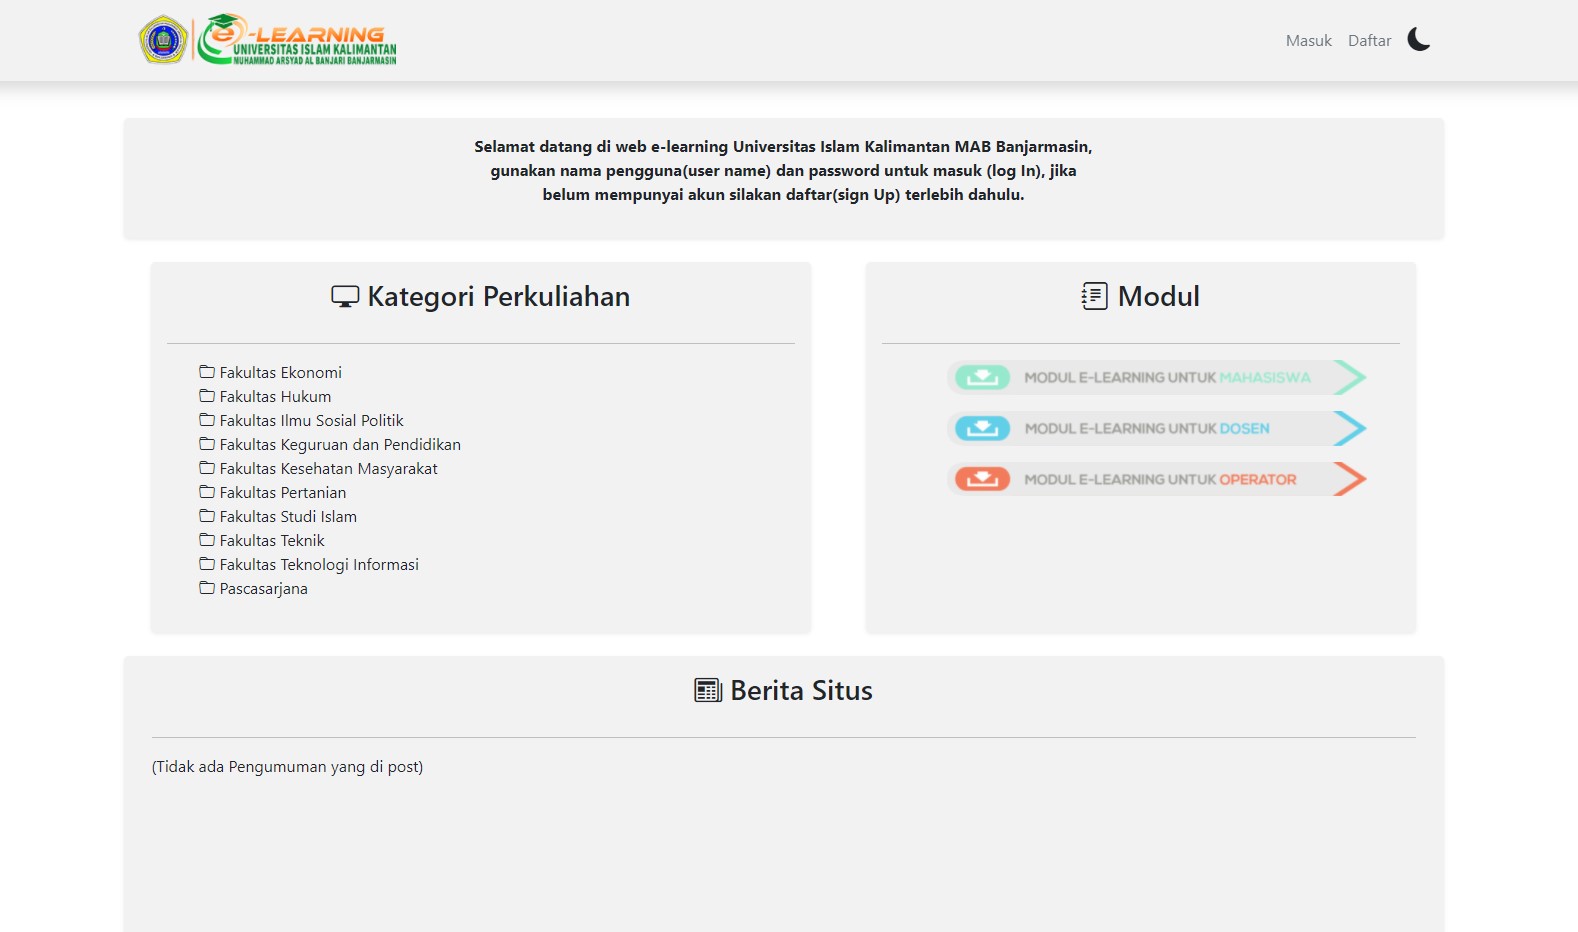 e-LEARNING
UNIVERSITAS ISLAM KALIMANTAN
MUHAMMAD ARSYAD AL BANJARI BANJARMASIN
Masuk Daftar
Selamat datang di web e-learning Universitas Islam Kalimantan MAB Banjarmasin,
gunakan nama pengguna(user name) dan password untuk masuk (log In), jika
belum mempunyai akun silakan daftar(sign Up) terlebih dahulu.
Kategori Perkuliahan
Fakultas Ekonomi
Fakultas Hukum
Fakultas Ilmu Sosial Politik
Fakultas Keguruan dan Pendidikan
Fakultas Kesehatan Masyarakat
Fakultas Pertanian
Fakultas Studi Islam
Fakultas Teknik
Fakultas Teknologi Informasi
Pascasarjana
Modul
MODUL E-LEARNING UNTUK MAHASISWA
MODUL E-LEARNING UNTUK DOSEN
MODUL E-LEARNING UNTUK OPERATOR
Berita Situs
(Tidak ada Pengumuman yang di post)